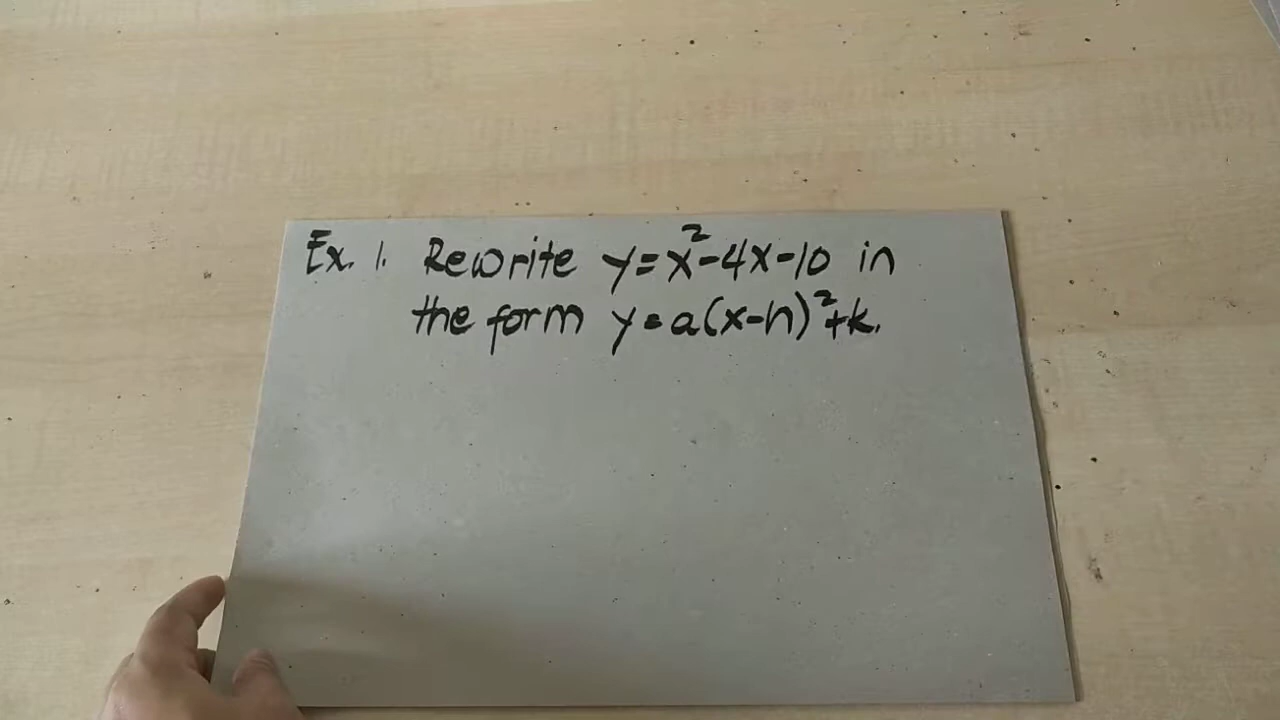 Ex. 1. Rewrite y=x²-4x-10 in
the form y=a(x-h)²+k.